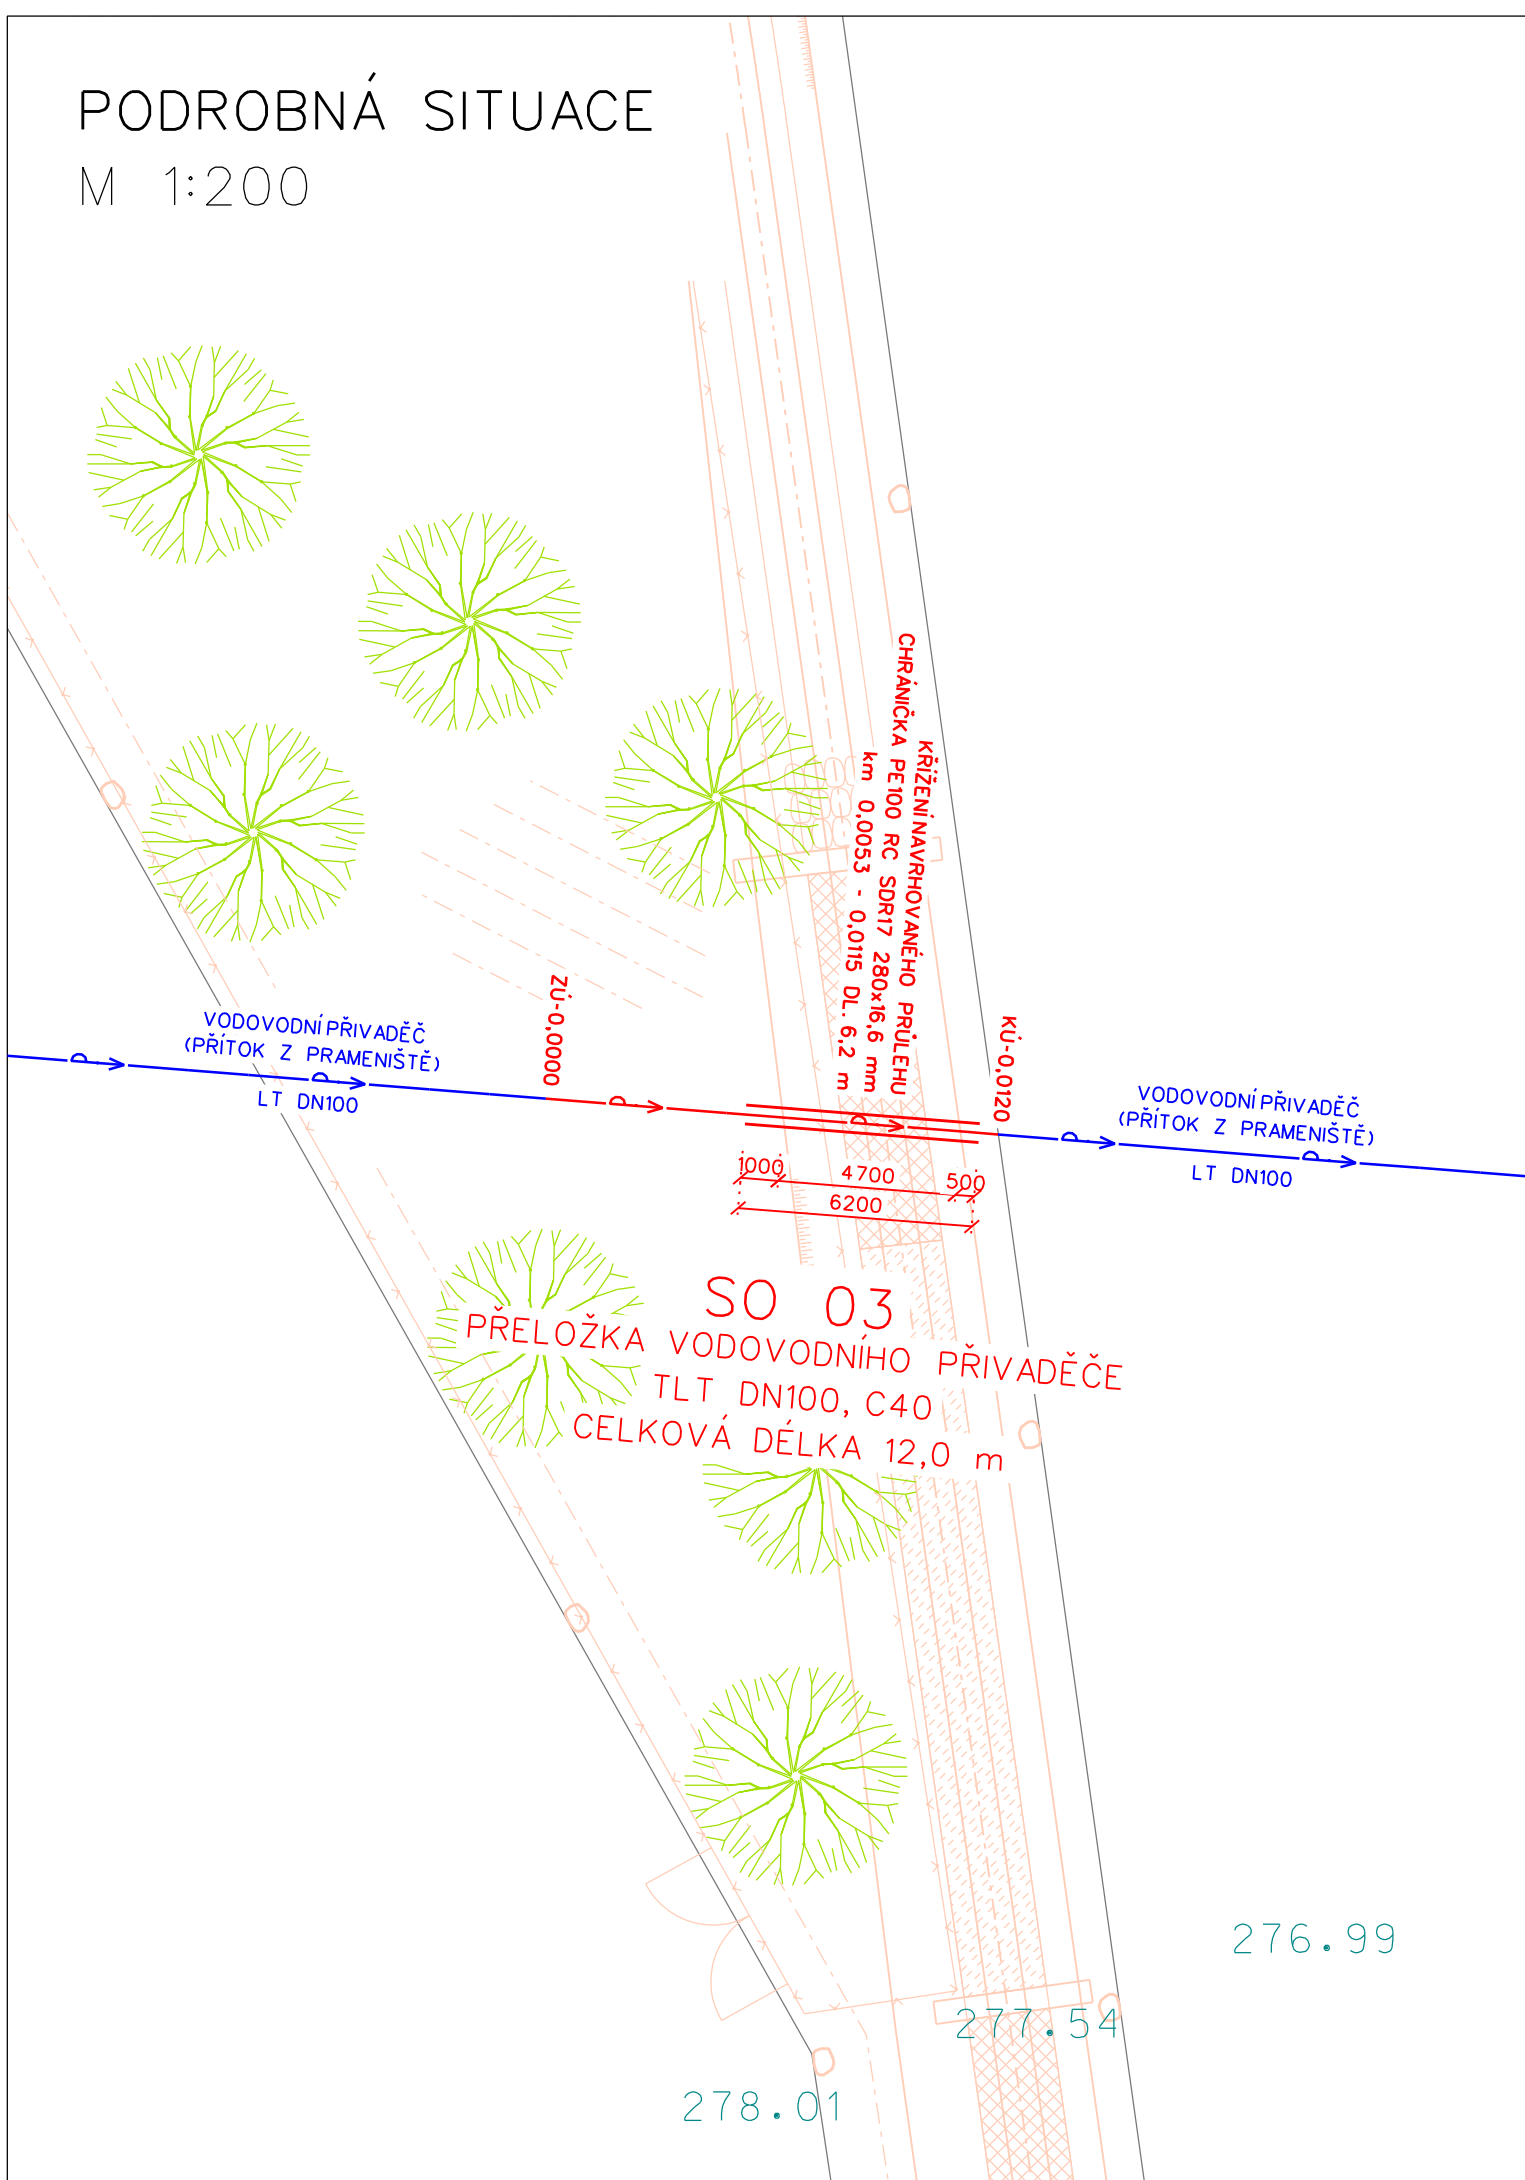 PODROBNÁ SITUACE
M 1:200
KŘÍŽENÍ NAVRHOVANÉHO PRŮLEHU
CHRÁNIČKA PE100 RC SDR17 280x16,6 mm
km 0,0053 - 0,0115 DL. 6,2 m
ZÚ-0,0000
KÚ-0,0120
VODOVODNÍ PŘIVADĚČ
(PŘÍTOK Z PRAMENIŠTĚ)
LT DN100
VODOVODNÍ PŘIVADĚČ
(PŘÍTOK Z PRAMENIŠTĚ)
LT DN100
1000 4700 500
6200
SO 03
PŘELOŽKA VODOVODNÍHO PŘIVADĚČE
TLT DN100, C40
CELKOVÁ DÉLKA 12,0 m
276.99
277.54
278.01